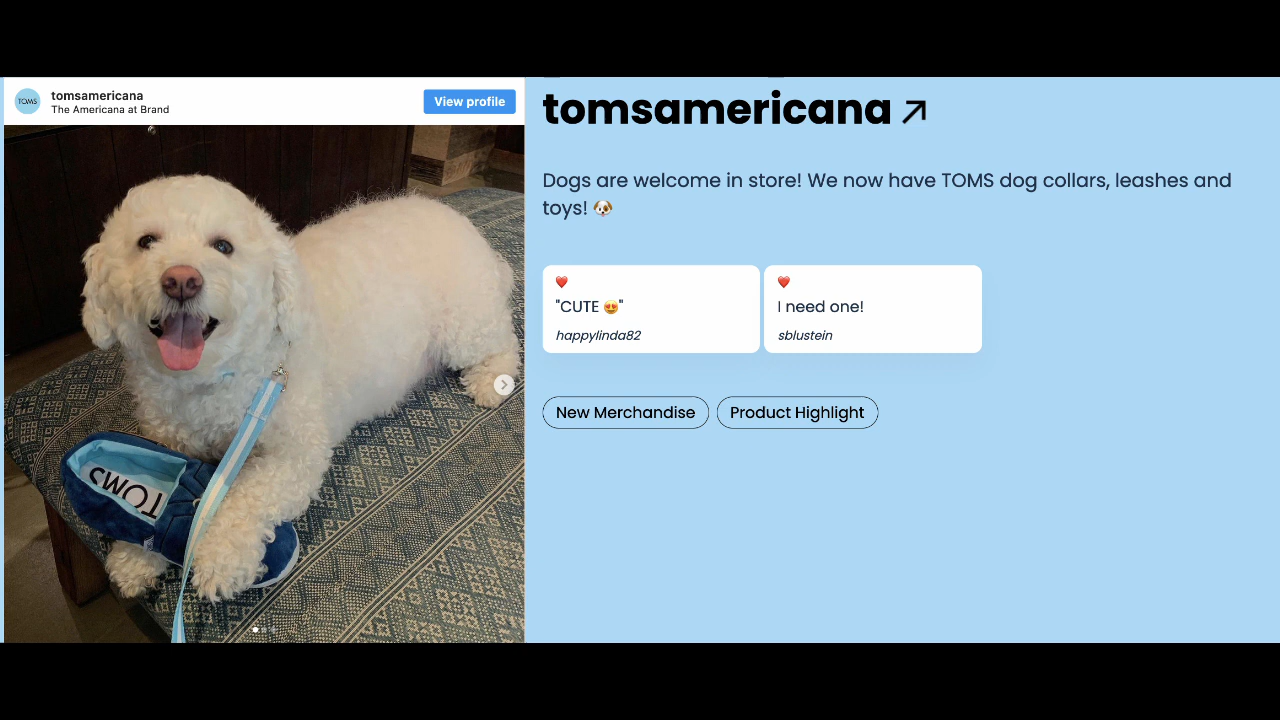 TOMS
tomsamericana
The Americana at Brand
View profile
TOMS
tomsamericana ↗
Dogs are welcome in store! We now have TOMS dog collars, leashes and
toys! 🐶
❤️
"CUTE 😍"
happylinda82
❤️
I need one!
sblustein
New Merchandise
Product Highlight